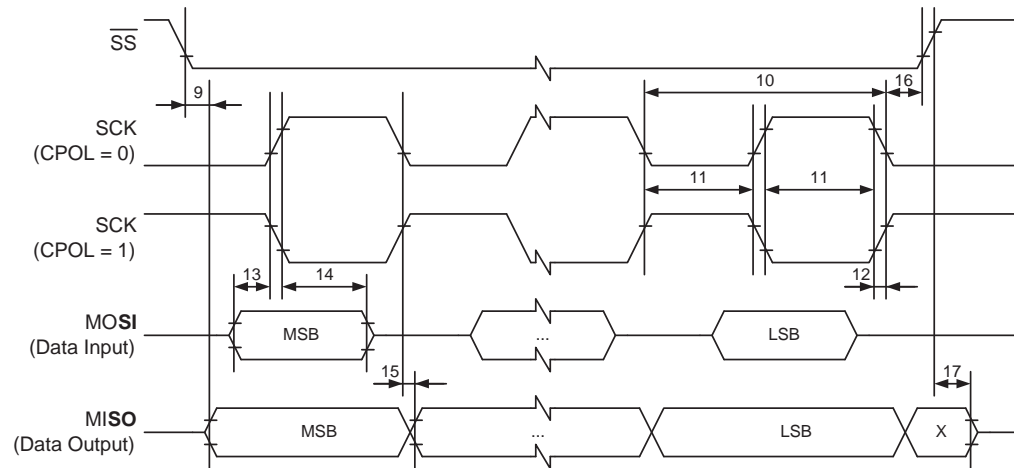 SS
9
10
16
SCK
(CPOL = 0)
11
11
SCK
(CPOL = 1)
13
14
12
MOSI
(Data Input)
MSB
...
LSB
15
17
MISO
(Data Output)
MSB
...
LSB
X